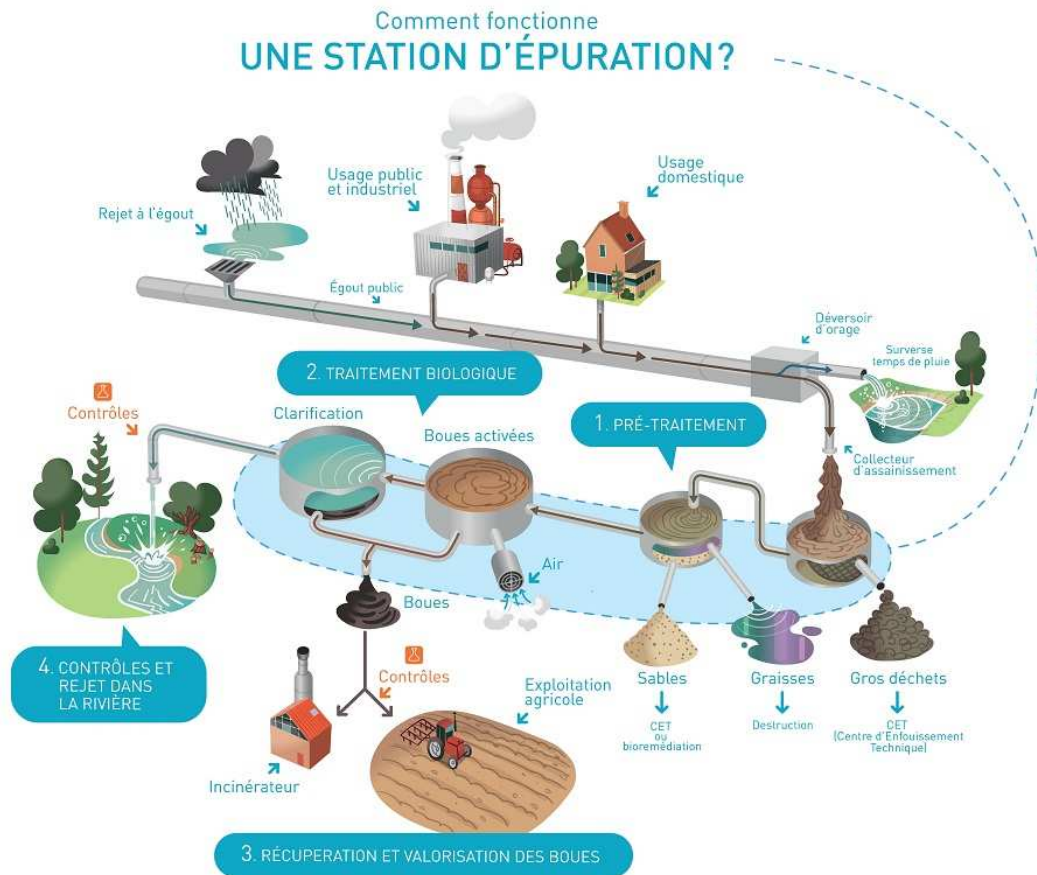 Comment fonctionne
UNE STATION D'ÉPURATION?
Rejet à l'égout
Usage public
et industriel
Usage
domestique
Égout public
Déversoir
d'orage
Surverse
temps de pluie
2. TRAITEMENT BIOLOGIQUE
Contrôles
Clarification
Boues activées
1. PRÉ-TRAITEMENT
Collecteur
d'assainissement
Air
Boues
4. CONTRÔLES ET
REJET DANS
LA RIVIÈRE
Contrôles
Exploitation
agricole
Incinérateur
Sables
CET
ou
bioremédiation
Graisses
Destruction
Gros déchets
CET
(Centre d'Enfouissement
Technique)
3. RÉCUPERATION ET VALORISATION DES BOUES